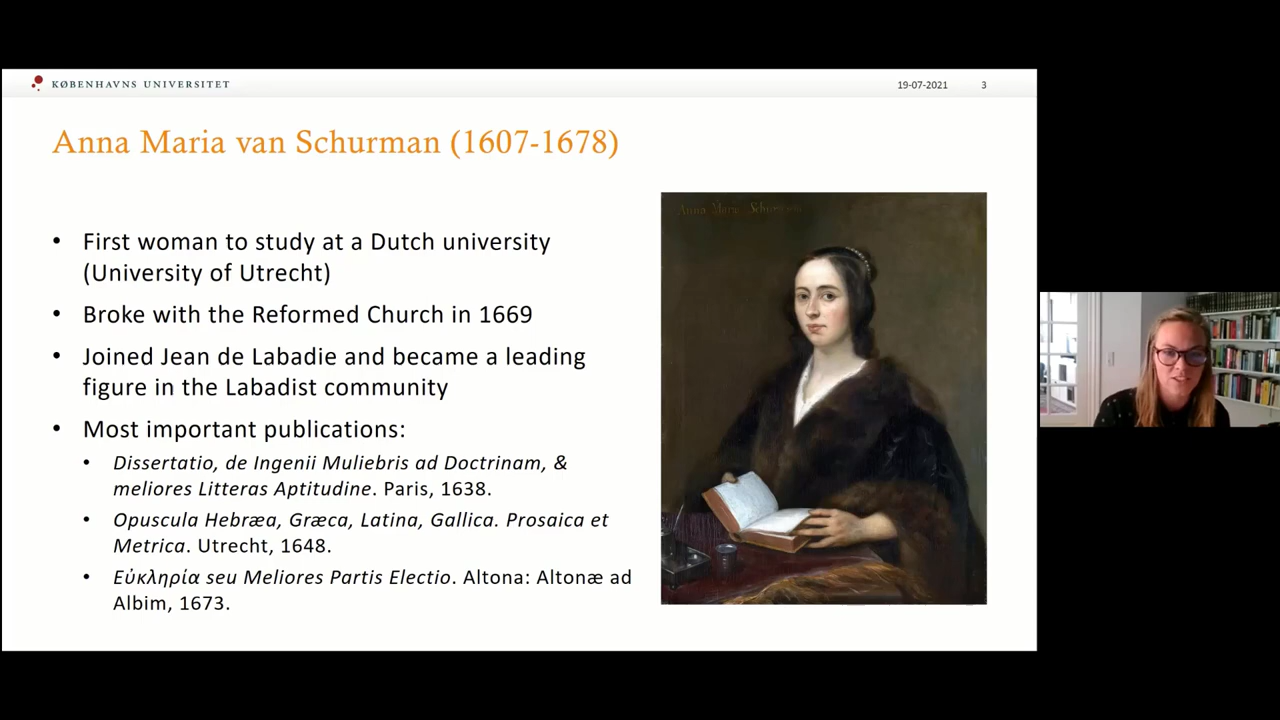 KØBENHAVNS UNIVERSITET
19-07-2021 3
Anna Maria van Schurman (1607-1678)
• First woman to study at a Dutch university
(University of Utrecht)
• Broke with the Reformed Church in 1669
• Joined Jean de Labadie and became a leading
figure in the Labadist community
• Most important publications:
• Dissertatio, de Ingenii Muliebris ad Doctrinam, &
meliores Litteras Aptitudine. Paris, 1638.
• Opuscula Hebræa, Græca, Latina, Gallica. Prosaica et
Metrica. Utrecht, 1648.
• Εὐκληρία seu Meliores Partis Electio. Altona: Altonæ ad
Albim, 1673.
Anna Maria Schurman